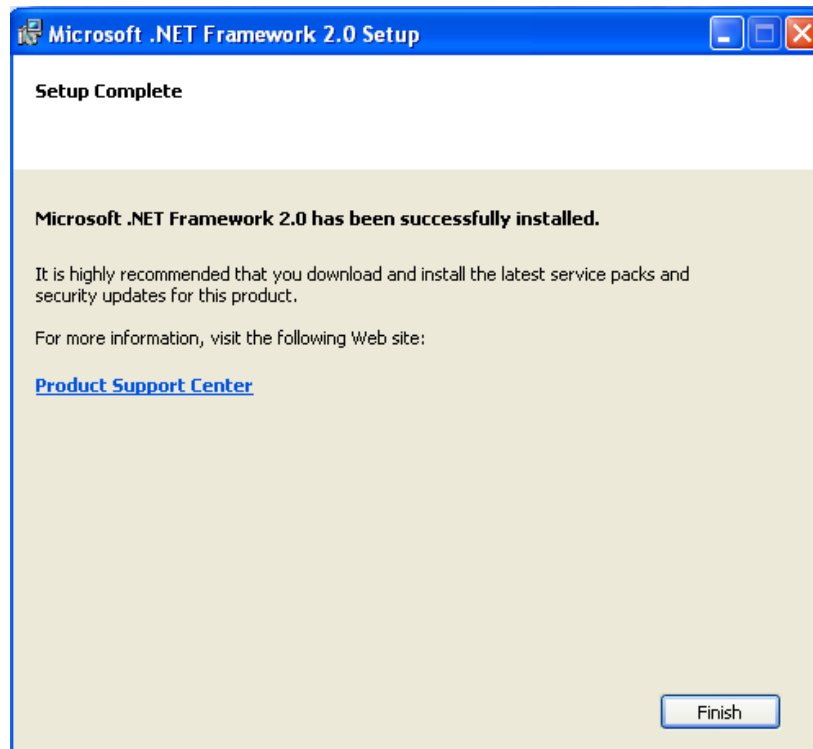 Microsoft .NET Framework 2.0 Setup
Setup Complete
Microsoft .NET Framework 2.0 has been successfully installed.
It is highly recommended that you download and install the latest service packs and
security updates for this product.
For more information, visit the following Web site:
Product Support Center
Finish